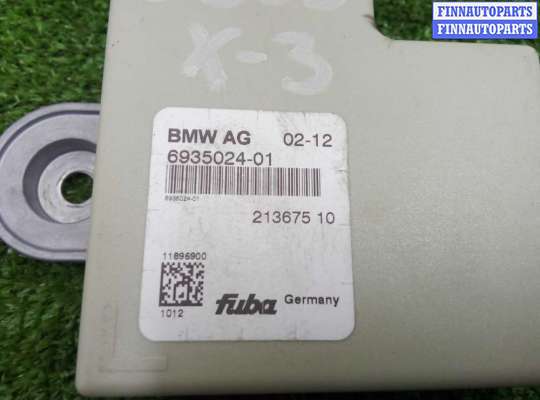 FINNAUTOPARTS
FINNAUTOPARTS
X-3
BMW AG 02-12
6935024-01
6935024-01
213675 10
11896900
1012
fuba Germany